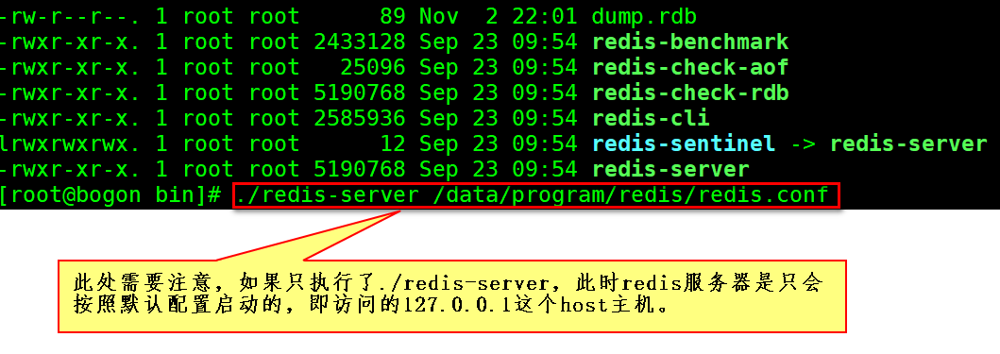 -rw-r--r--. 1 root root      89 Nov  2 22:01 dump.rdb
-rwxr-xr-x. 1 root root 2433128 Sep 23 09:54 redis-benchmark
-rwxr-xr-x. 1 root root   25096 Sep 23 09:54 redis-check-aof
-rwxr-xr-x. 1 root root 5190768 Sep 23 09:54 redis-check-rdb
-rwxr-xr-x. 1 root root 2585936 Sep 23 09:54 redis-cli
lrwxrwxrwx. 1 root root      12 Sep 23 09:54 redis-sentinel -> redis-server
-rwxr-xr-x. 1 root root 5190768 Sep 23 09:54 redis-server
[root@bogon bin]# ./redis-server /data/program/redis/redis.conf
此处需要注意，如果只执行了./redis-server，此时redis服务器是只会
按照默认配置启动的，即访问的127.0.0.1这个host主机。